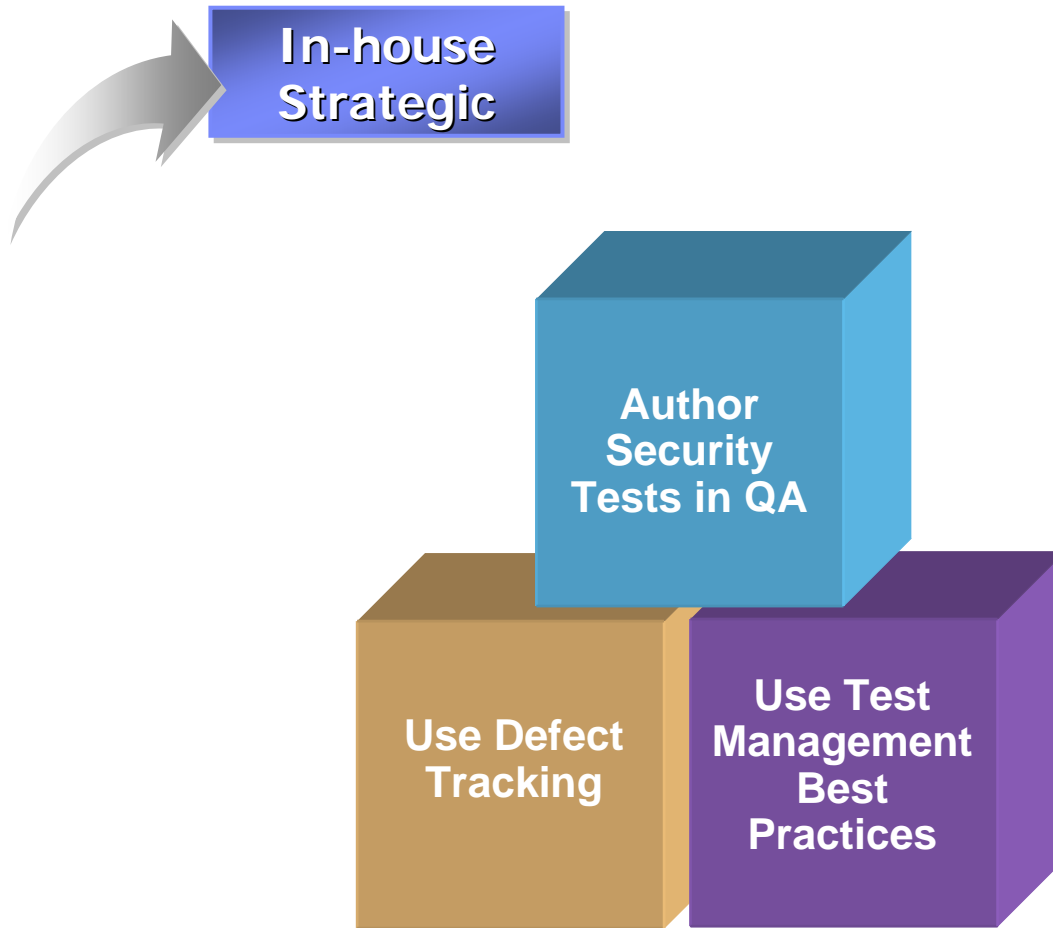 In-house
Strategic
Author
Security
Tests in QA
Use Defect
Tracking
Use Test
Management
Best
Practices